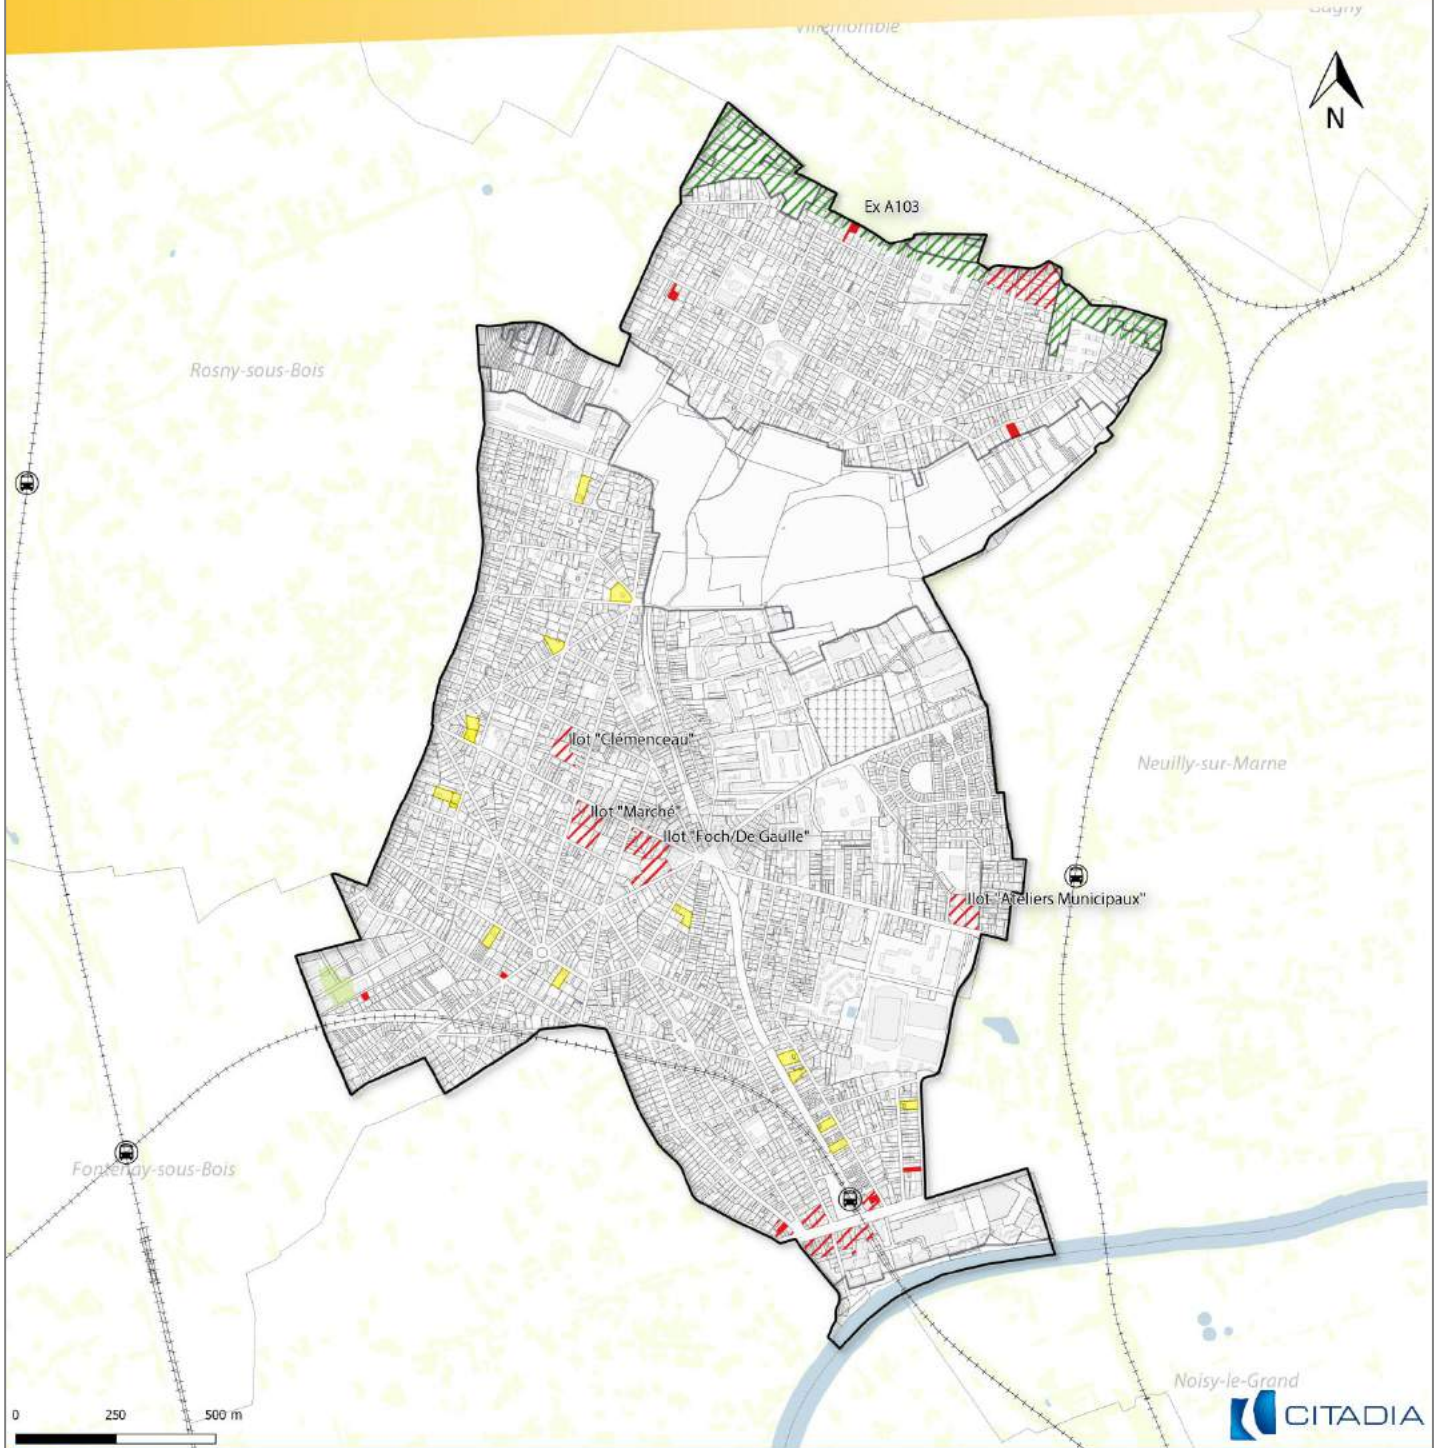 Villemomble
Gagny
N
Ex A103
Rosny-sous-Bois
Ilot "Clémenceau"
Neuilly-sur-Marne
Ilot "Marché"
Ilot "Foch/De Gaulle"
Ilot "Ateliers Municipaux"
Fontenay-sous-Bois
Noisy-le-Grand
0 250 500 m
CITADIA